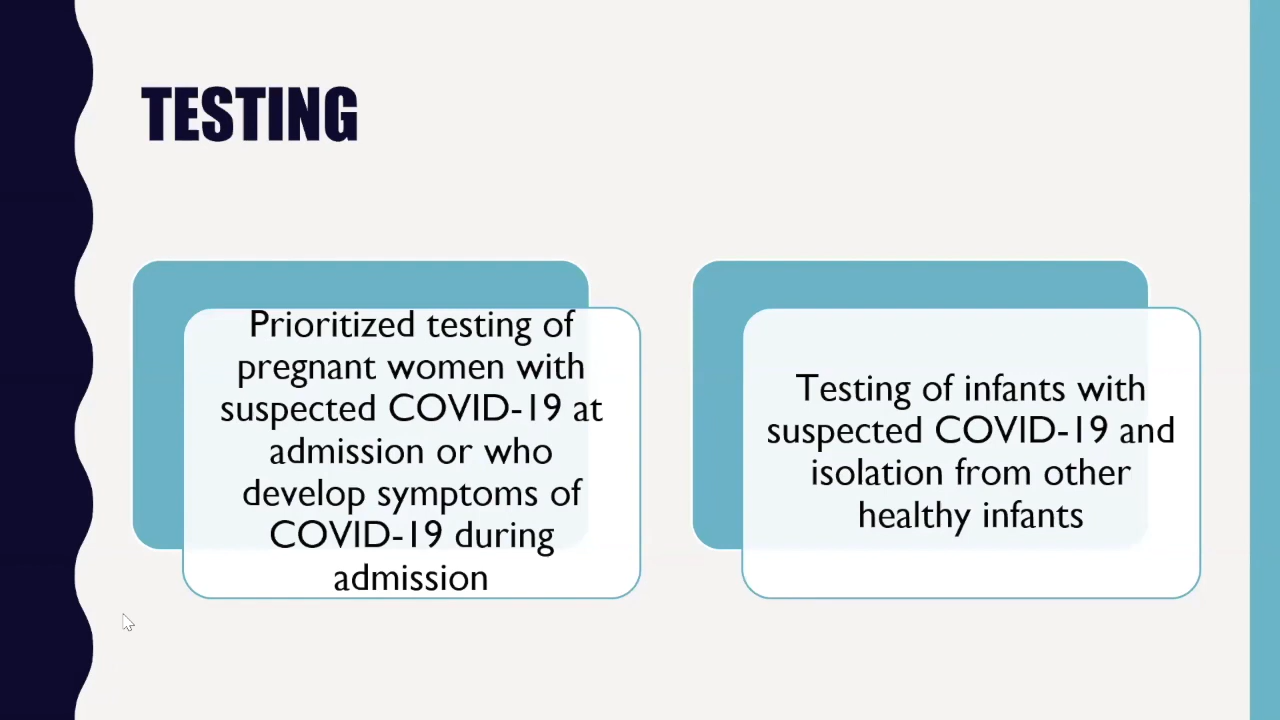 TESTING
Prioritized testing of
pregnant women with
suspected COVID-19 at
admission or who
develop symptoms of
COVID-19 during
admission
Testing of infants with
suspected COVID-19 and
isolation from other
healthy infants